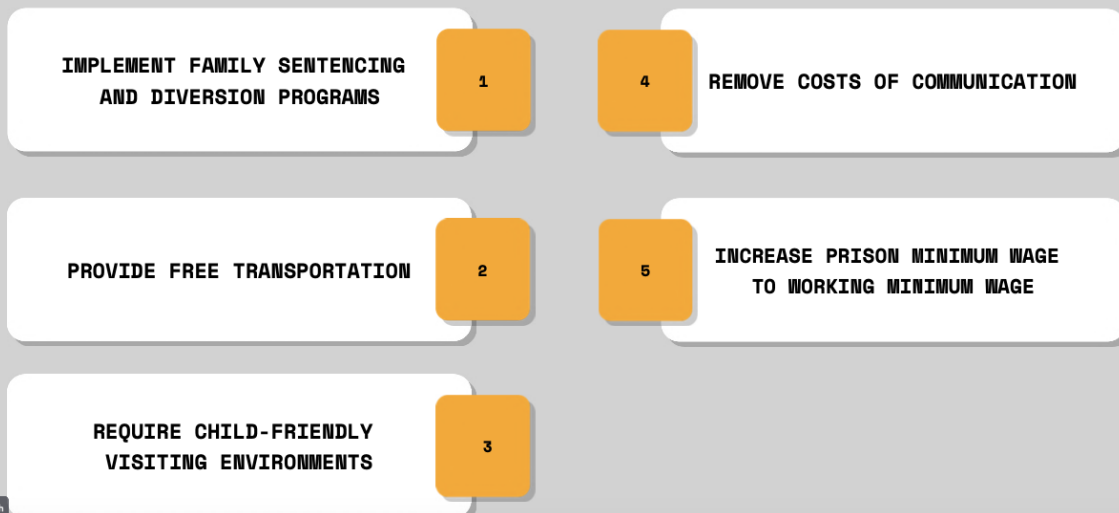 IMPLEMENT FAMILY SENTENCING
AND DIVERSION PROGRAMS
1
PROVIDE FREE TRANSPORTATION
2
REQUIRE CHILD-FRIENDLY
VISITING ENVIRONMENTS
3
4
REMOVE COSTS OF COMMUNICATION
5
INCREASE PRISON MINIMUM WAGE
TO WORKING MINIMUM WAGE